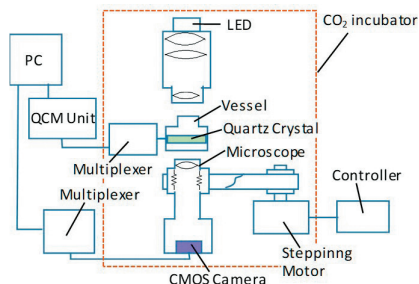 LED
CO₂ incubator
PC
QCM Unit
Vessel
Quartz Crystal
Multiplexer
Microscope
Multiplexer
Controller
Steppinng
Motor
CMOS Camera